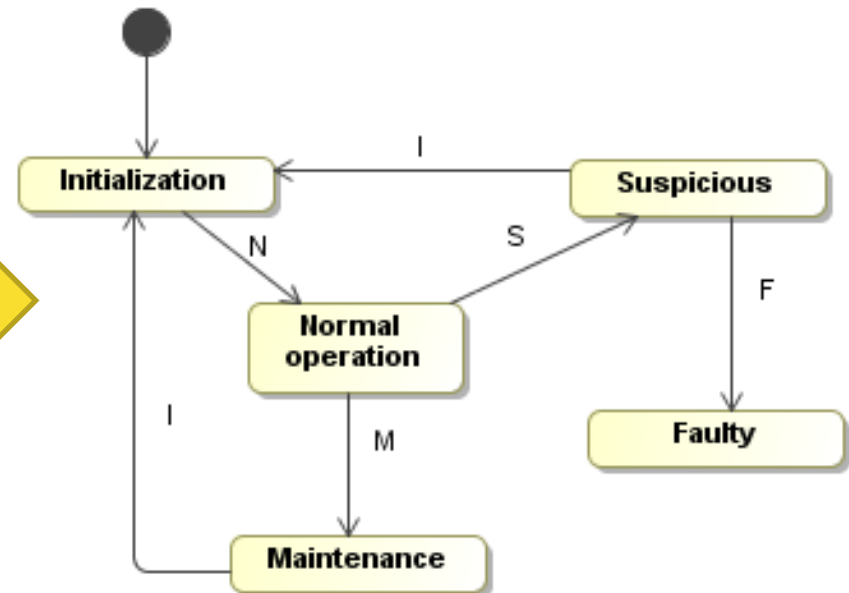 I
Initialization
Suspicious
N
S
F
Normal
operation
I
M
Faulty
Maintenance